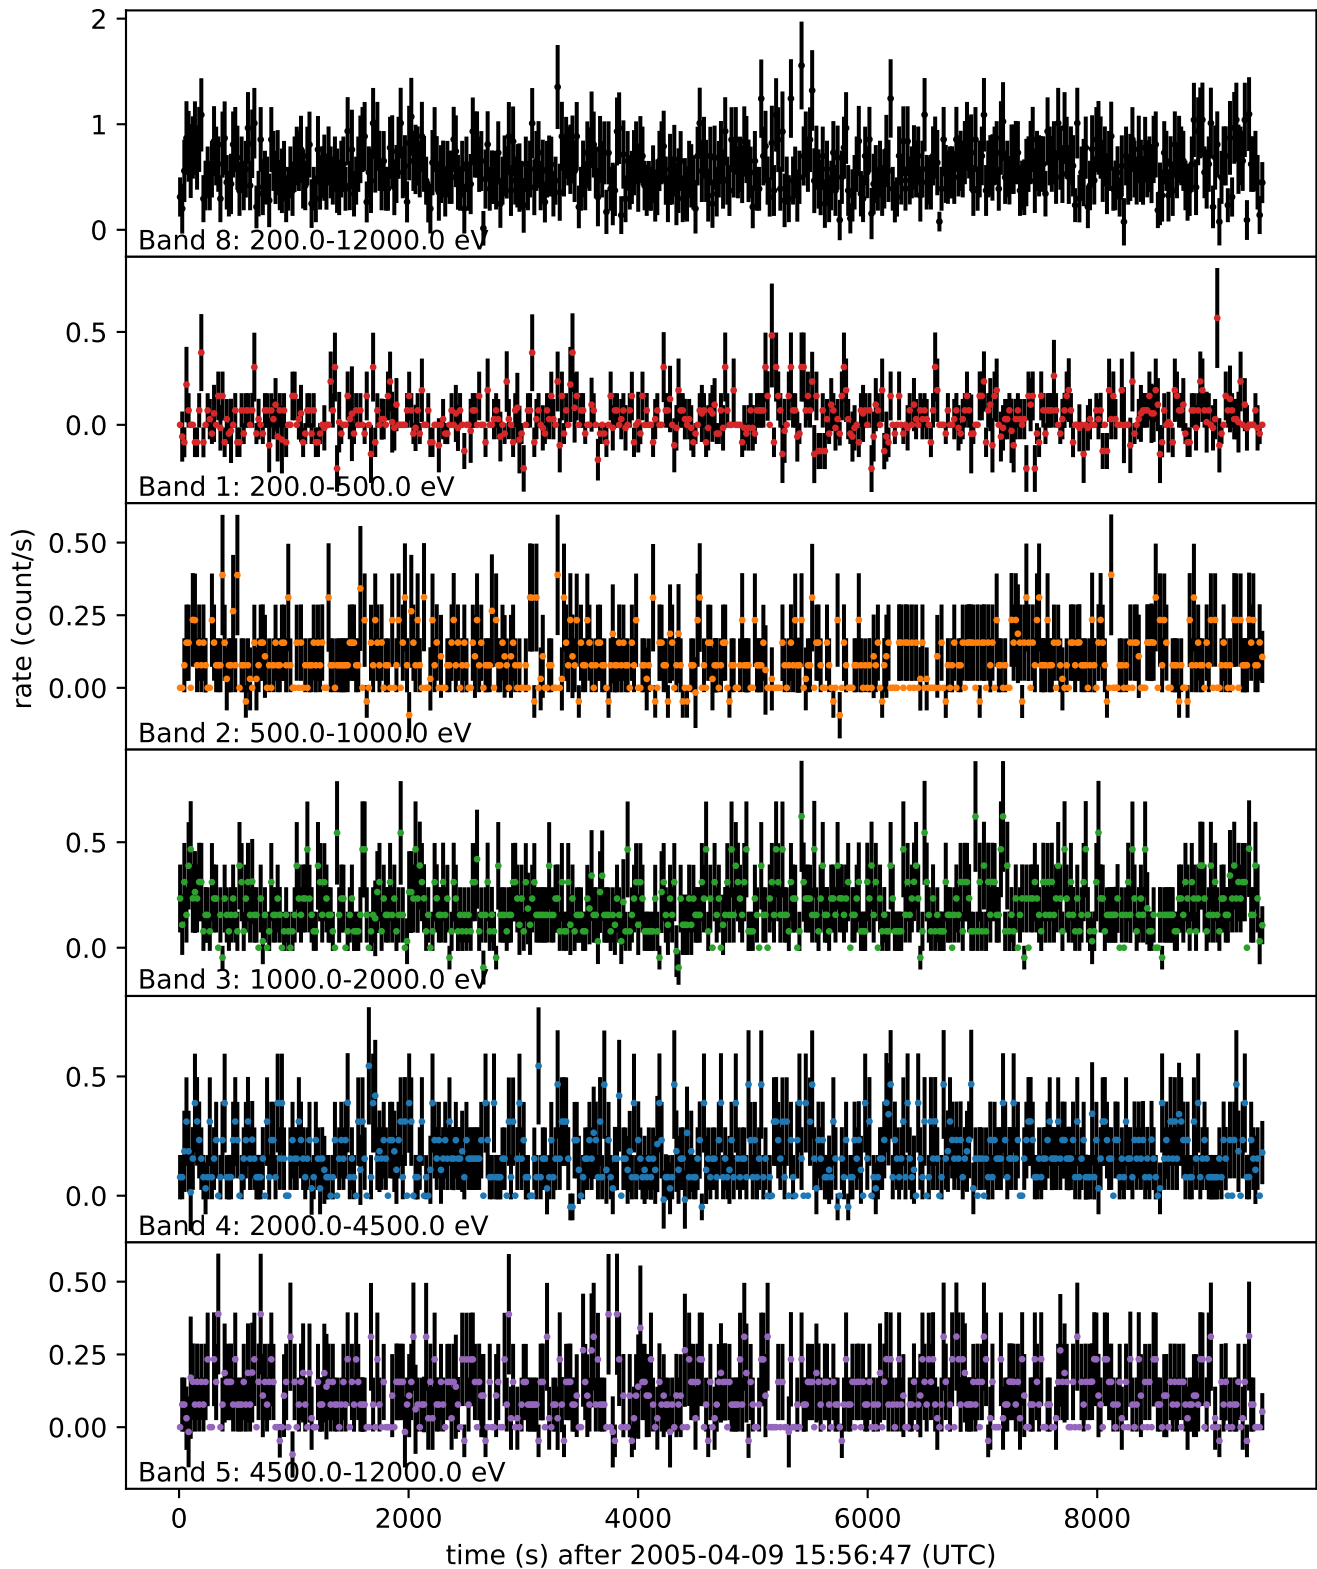 2
1
0
Band 8: 200.0-12000.0 eV
0.5
0.0
Band 1: 200.0-500.0 eV
0.50
0.25
0.00
Band 2: 500.0-1000.0 eV
0.5
0.0
Band 3: 1000.0-2000.0 eV
0.5
0.0
Band 4: 2000.0-4500.0 eV
0.50
0.25
0.00
Band 5: 4500.0-12000.0 eV
rate (count/s)
0 2000 4000 6000 8000
time (s) after 2005-04-09 15:56:47 (UTC)